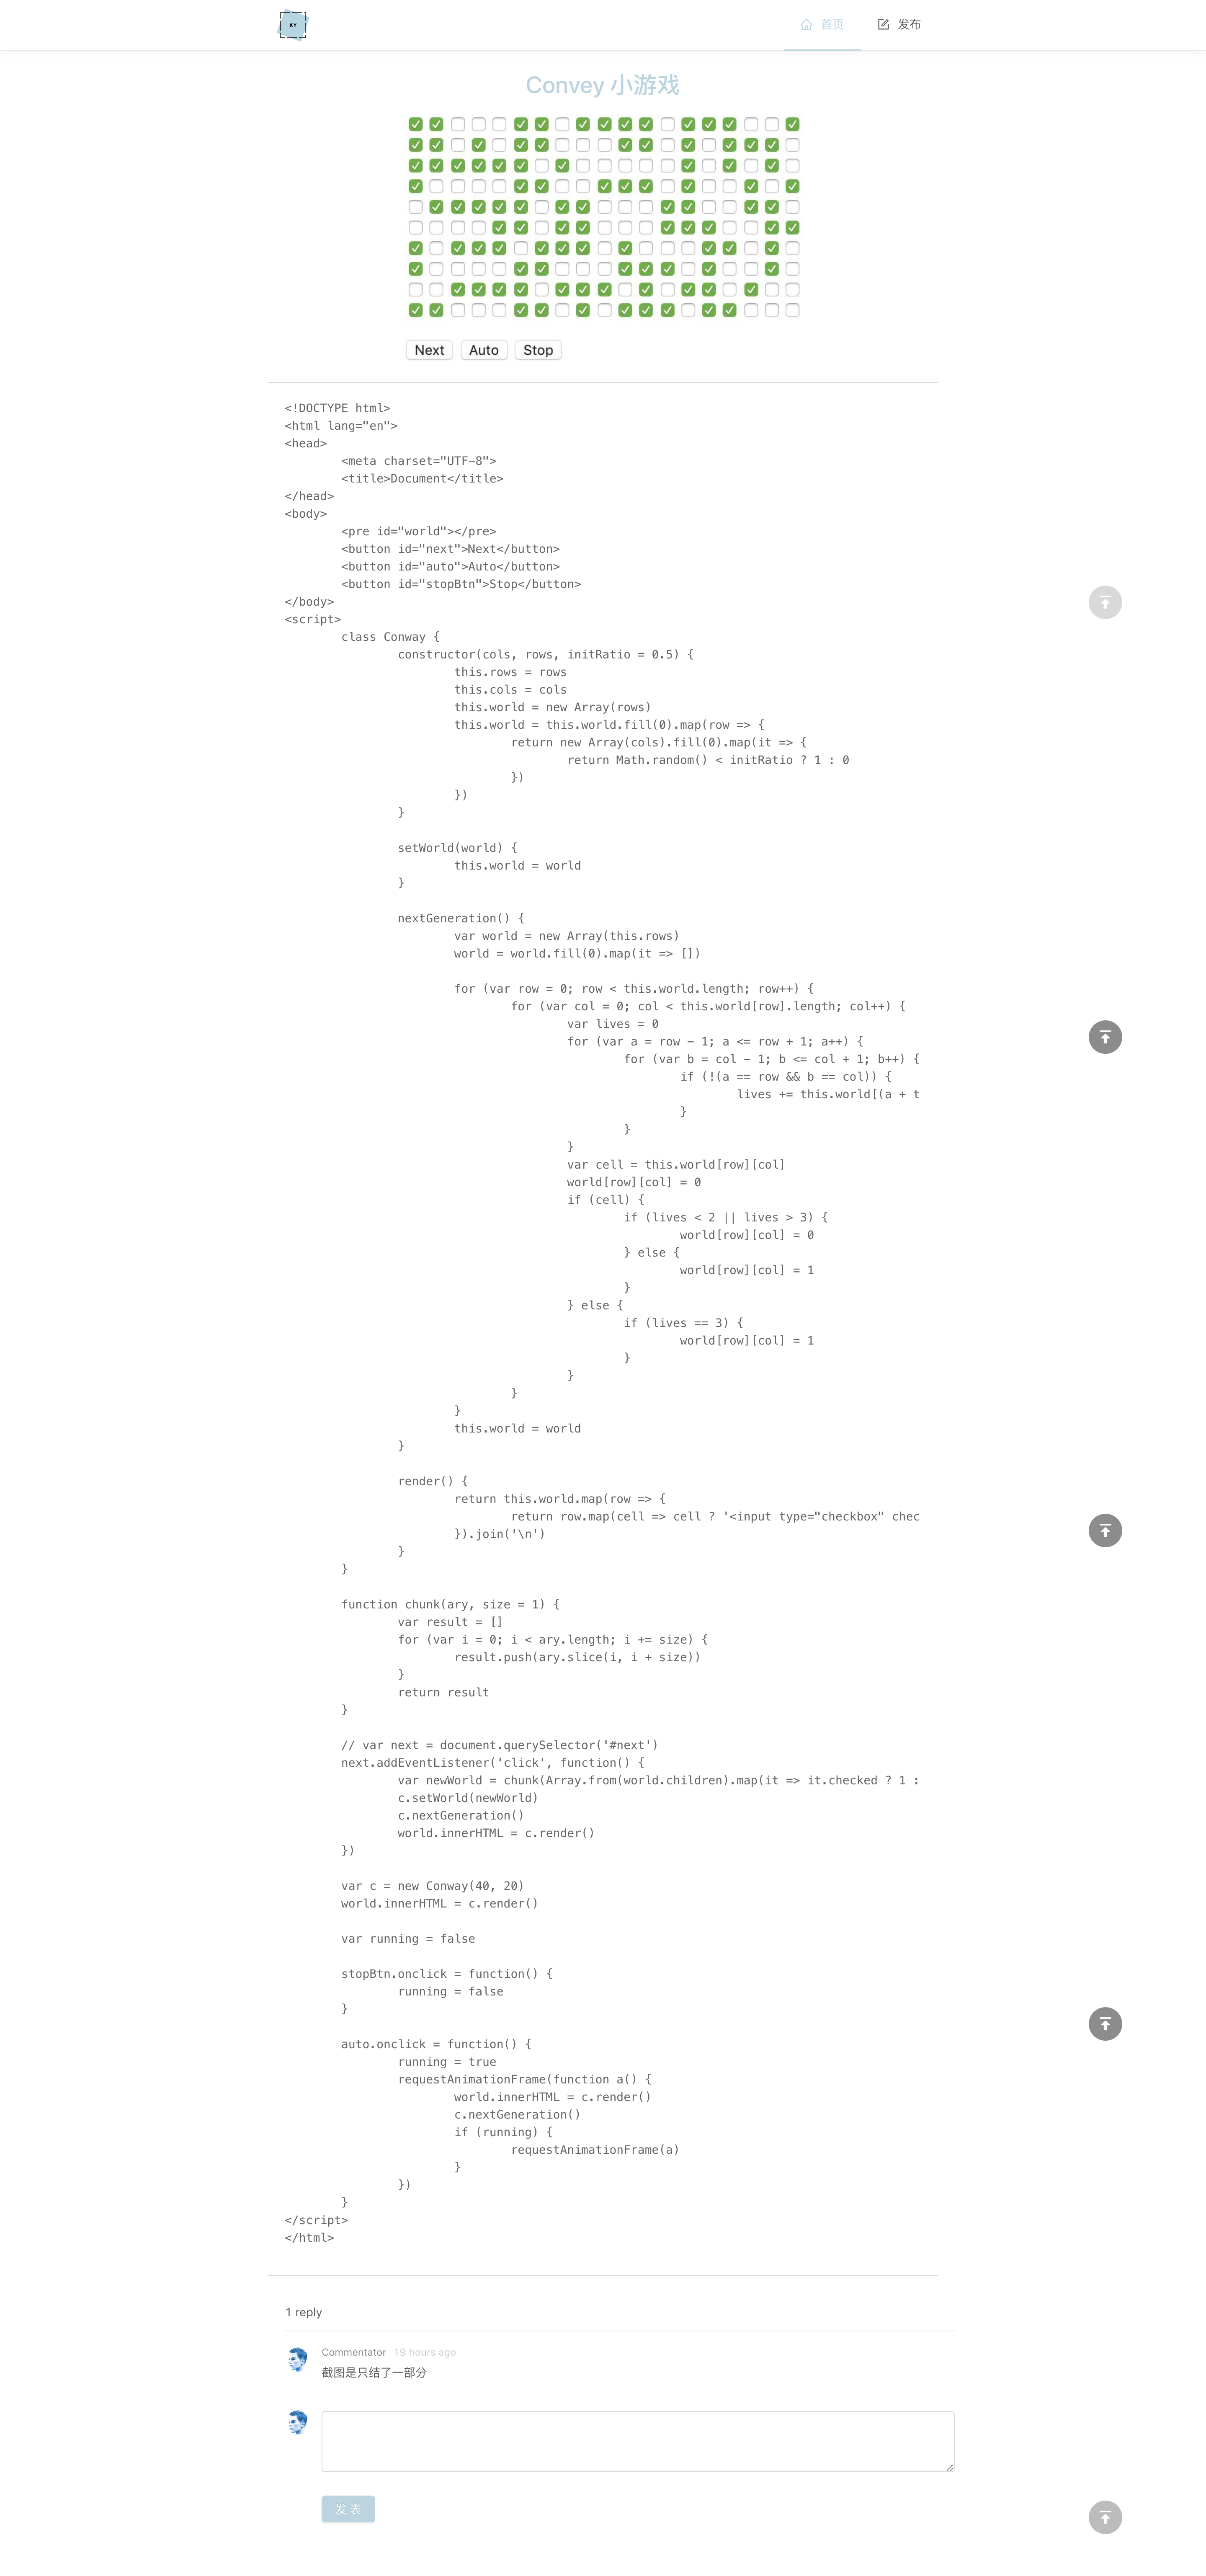 KY
首页
发布
Convey 小游戏
Next Auto Stop
<!DOCTYPE html>
<html lang="en">
<head>
	<meta charset="UTF-8">
	<title>Document</title>
</head>
<body>
	<pre id="world"></pre>
	<button id="next">Next</button>
	<button id="auto">Auto</button>
	<button id="stopBtn">Stop</button>
</body>
<script>
	class Conway {
		constructor(cols, rows, initRatio = 0.5) {
			this.rows = rows
			this.cols = cols
			this.world = new Array(rows)
			this.world = this.world.fill(0).map(row => {
				return new Array(cols).fill(0).map(it => {
					return Math.random() < initRatio ? 1 : 0
				})
			})
		}

		setWorld(world) {
			this.world = world
		}

		nextGeneration() {
			var world = new Array(this.rows)
			world = world.fill(0).map(it => [])

			for (var row = 0; row < this.world.length; row++) {
				for (var col = 0; col < this.world[row].length; col++) {
					var lives = 0
					for (var a = row - 1; a <= row + 1; a++) {
						for (var b = col - 1; b <= col + 1; b++) {
							if (!(a == row && b == col)) {
								lives += this.world[(a + t
							}
						}
					}
					var cell = this.world[row][col]
					world[row][col] = 0
					if (cell) {
						if (lives < 2 || lives > 3) {
							world[row][col] = 0
						} else {
							world[row][col] = 1
						}
					} else {
						if (lives == 3) {
							world[row][col] = 1
						}
					}
				}
			}
			this.world = world
		}

		render() {
			return this.world.map(row => {
				return row.map(cell => cell ? '<input type="checkbox" chec
			}).join('\n')
		}
	}

	function chunk(ary, size = 1) {
		var result = []
		for (var i = 0; i < ary.length; i += size) {
			result.push(ary.slice(i, i + size))
		}
		return result
	}

	// var next = document.querySelector('#next')
	next.addEventListener('click', function() {
		var newWorld = chunk(Array.from(world.children).map(it => it.checked ? 1 :
		c.setWorld(newWorld)
		c.nextGeneration()
		world.innerHTML = c.render()
	})

	var c = new Conway(40, 20)
	world.innerHTML = c.render()

	var running = false

	stopBtn.onclick = function() {
		running = false
	}

	auto.onclick = function() {
		running = true
		requestAnimationFrame(function a() {
			world.innerHTML = c.render()
			c.nextGeneration()
			if (running) {
				requestAnimationFrame(a)
			}
		})
	}
</script>
</html>
1 reply
Commentator 19 hours ago
截图是只结了一部分
发 表